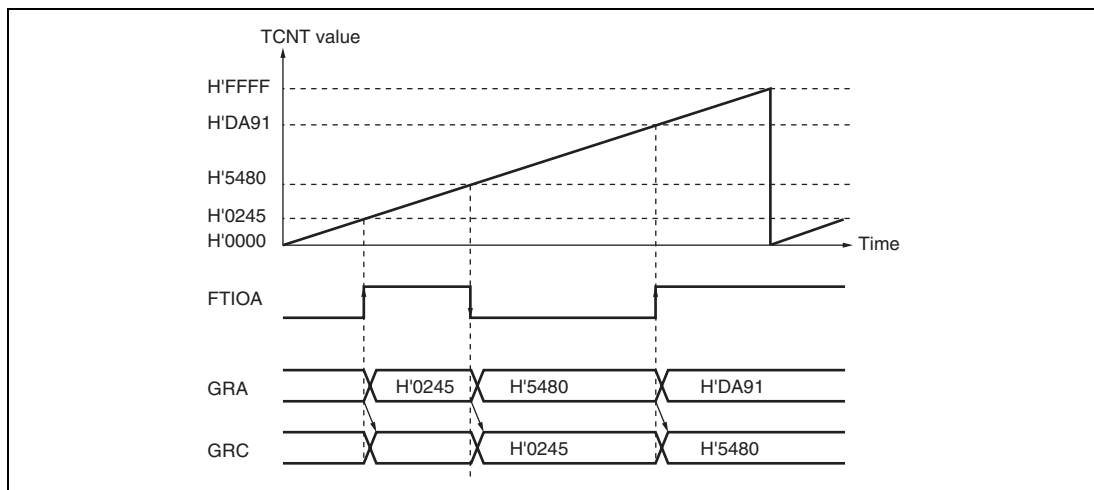 TCNT value
H'FFFF
H'DA91
H'5480
H'0245
H'0000
Time
FTIOA
GRA
H'0245
H'5480
H'DA91
GRC
H'0245
H'5480